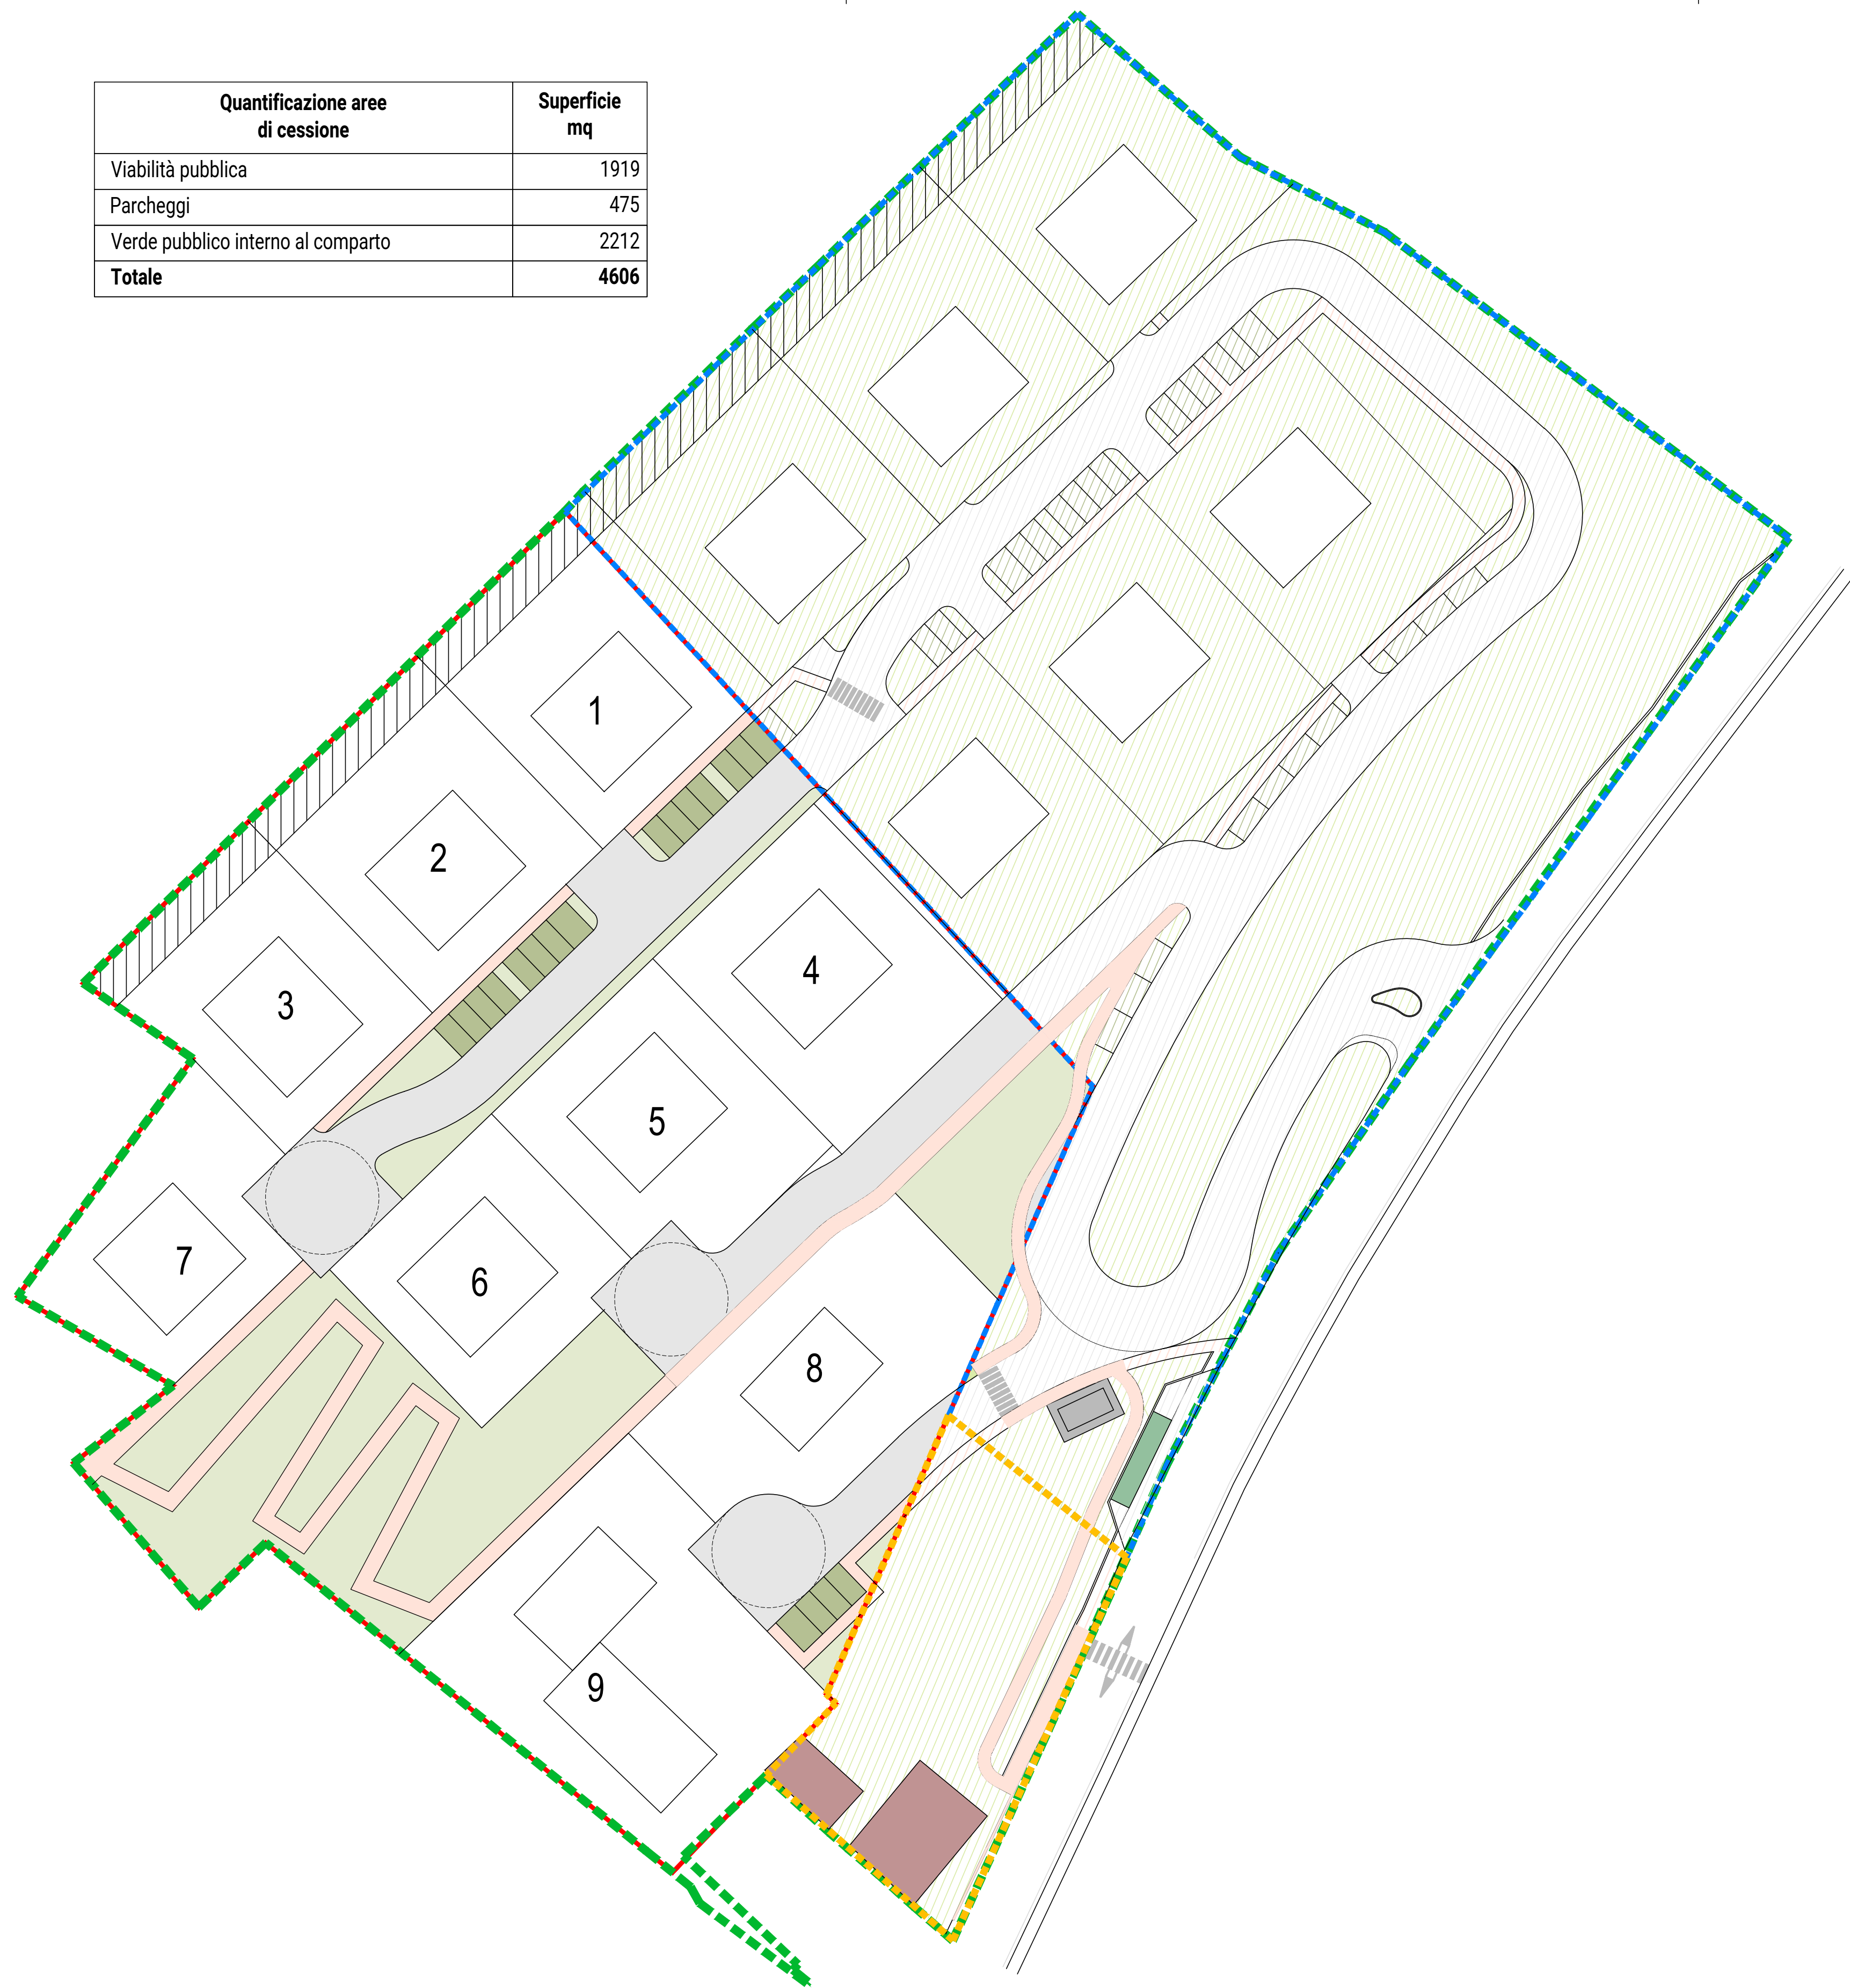 Quantificazione aree
di cessione
Superficie
mq
Viabilità pubblica 1919
Parcheggi 475
Verde pubblico interno al comparto 2212
Totale 4606
1
2
3
4
5
6
7
8
9